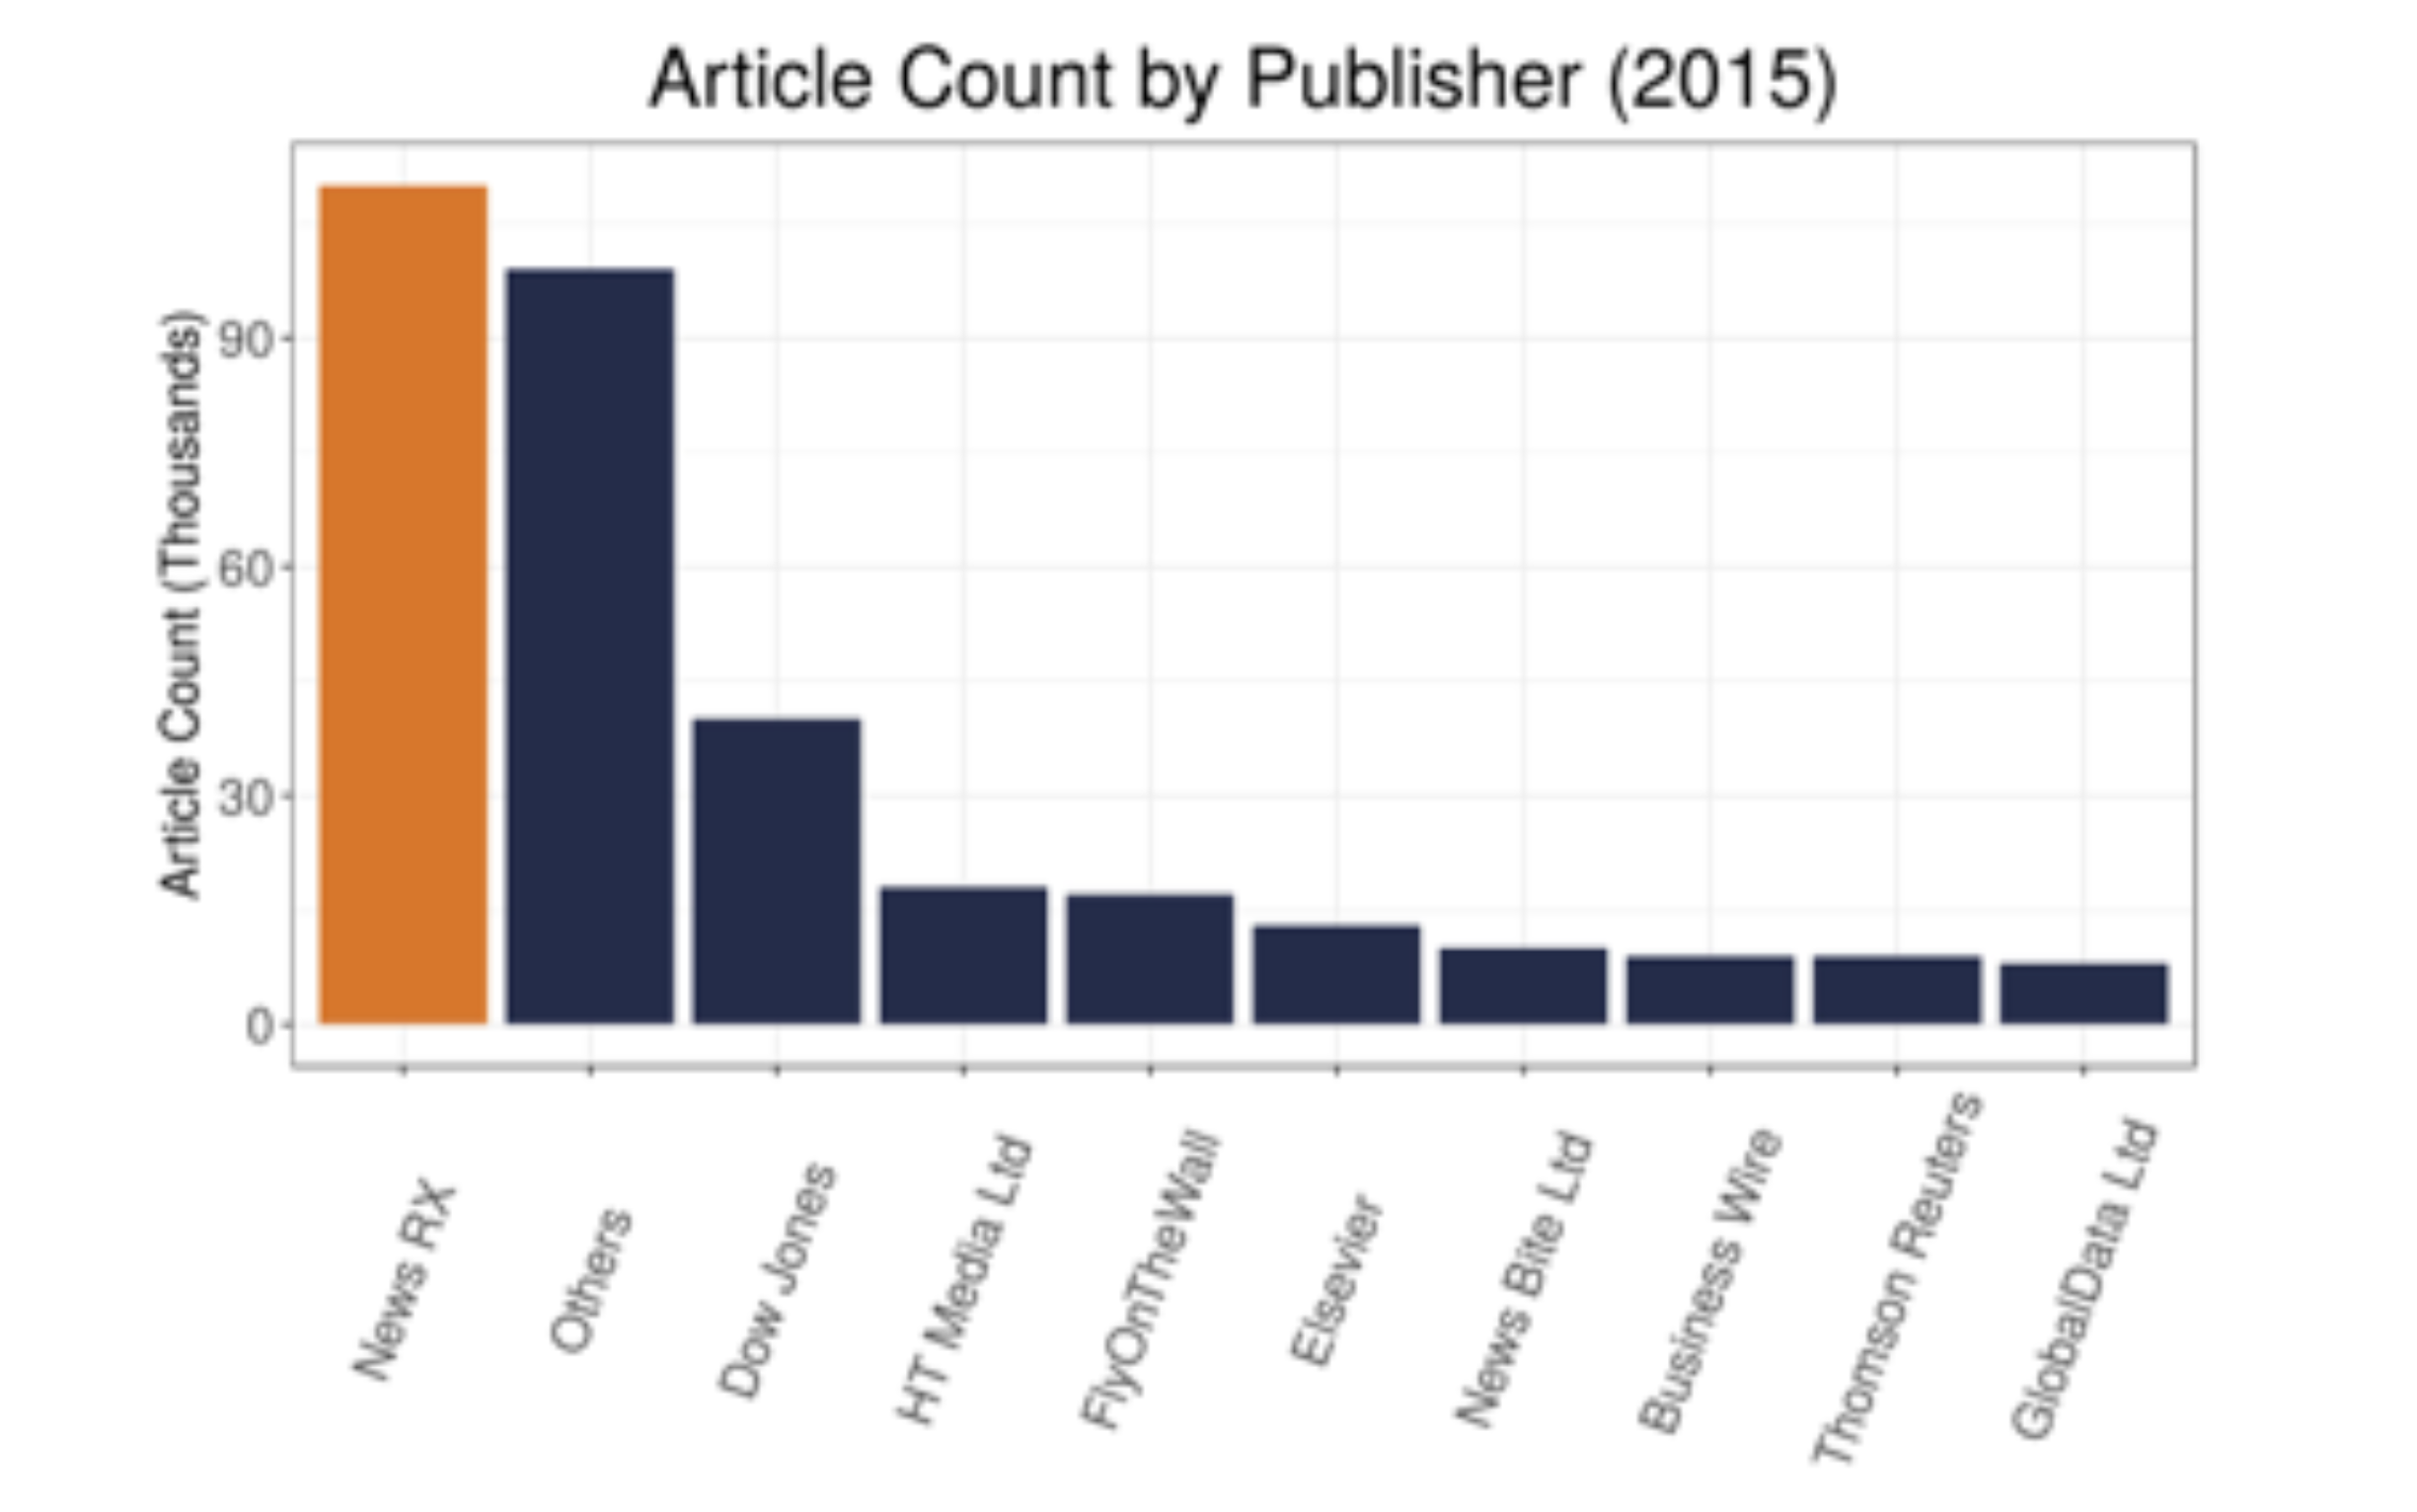 Article Count by Publisher (2015)
Article Count (Thousands)
90
60
30
0
News RX
Others
Dow Jones
HT Media Ltd
FlyOnTheWall
Elsevier
News Bite Ltd
Business Wire
Thomson Reuters
GlobalData Ltd